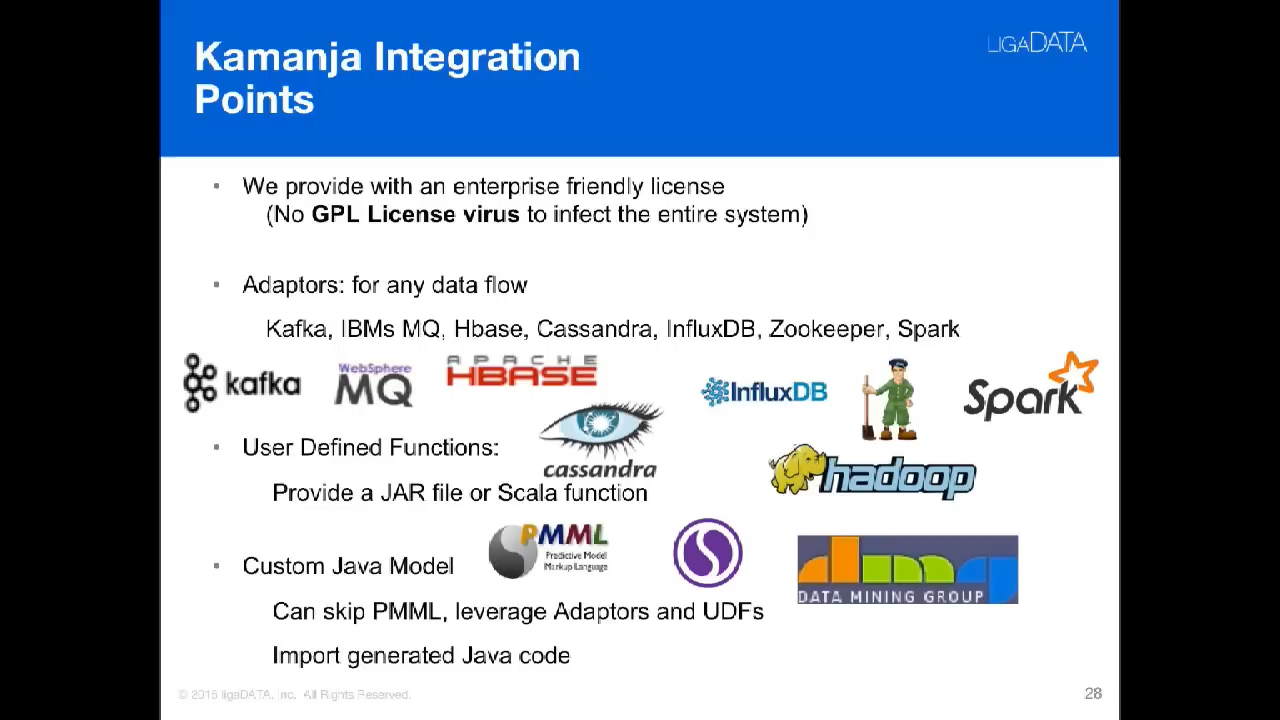 Kamanja Integration
Points
LIGADATA
We provide with an enterprise friendly license
(No GPL License virus to infect the entire system)
Adaptors: for any data flow
Kafka, IBMs MQ, Hbase, Cassandra, InfluxDB, Zookeeper, Spark
kafka
WebSphere
MQ
APACHE
HBASE
InfluxDB
Spark
cassandra
User Defined Functions:
hadoop
Provide a JAR file or Scala function
PMML
Predictive Model
Markup Language
Custom Java Model
dmg
DATA MINING GROUP
Can skip PMML, leverage Adaptors and UDFs
Import generated Java code
© 2015 ligaDATA, Inc. All Rights Reserved.
28